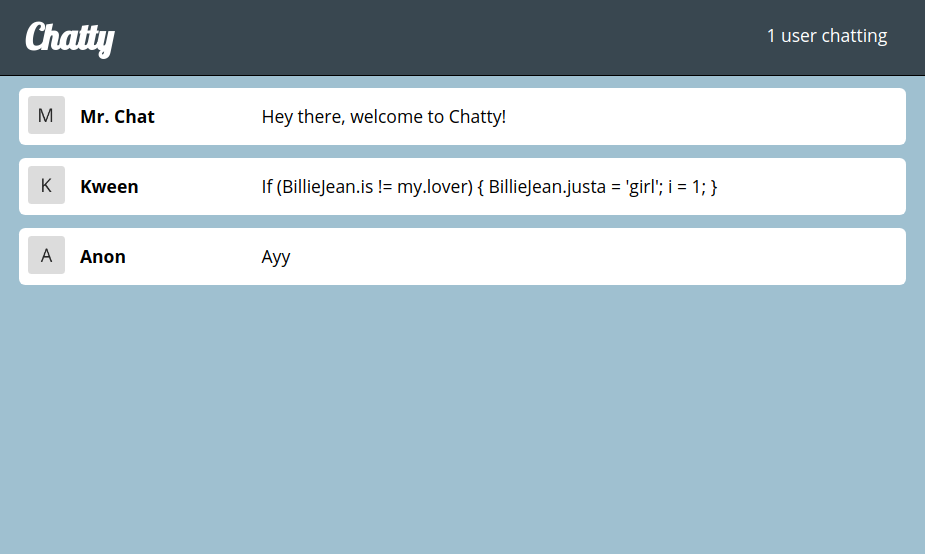 Chatty
1 user chatting
M Mr. Chat Hey there, welcome to Chatty!
K Kween If (BillieJean.is != my.lover) { BillieJean.justa = 'girl'; i = 1; }
A Anon Ayy